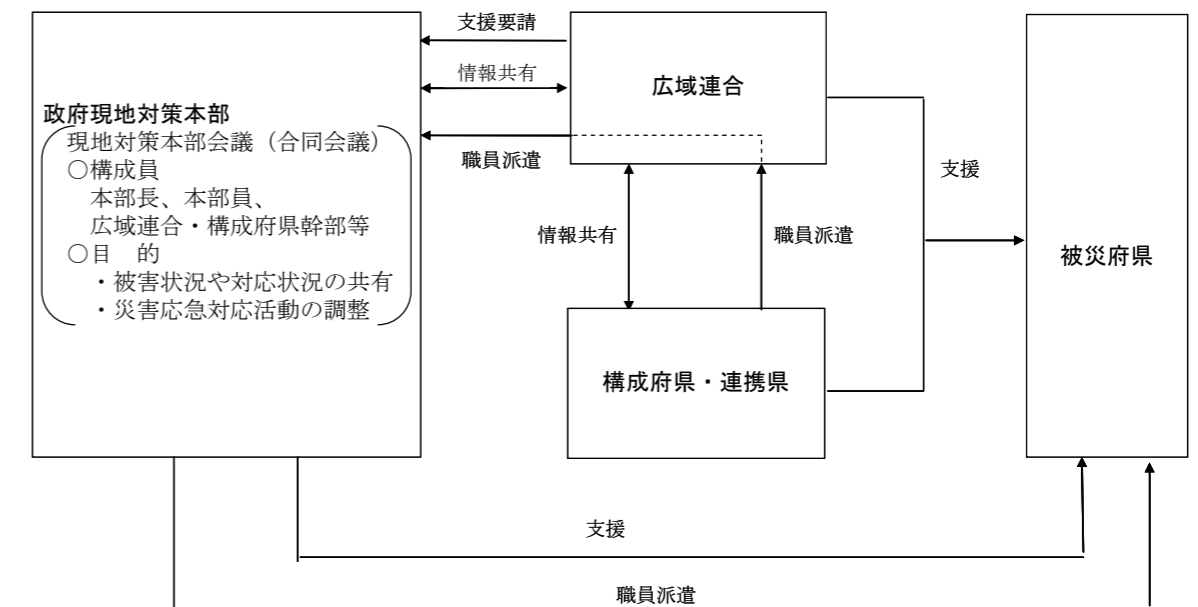 支援要請
情報共有
広域連合
政府現地対策本部
現地対策本部会議（合同会議）
○構成員
本部長、本部員、
広域連合・構成府県幹部等
○目　的
・被害状況や対応状況の共有
・災害応急対応活動の調整
職員派遣
支援
情報共有
職員派遣
被災府県
構成府県・連携県
支援
職員派遣